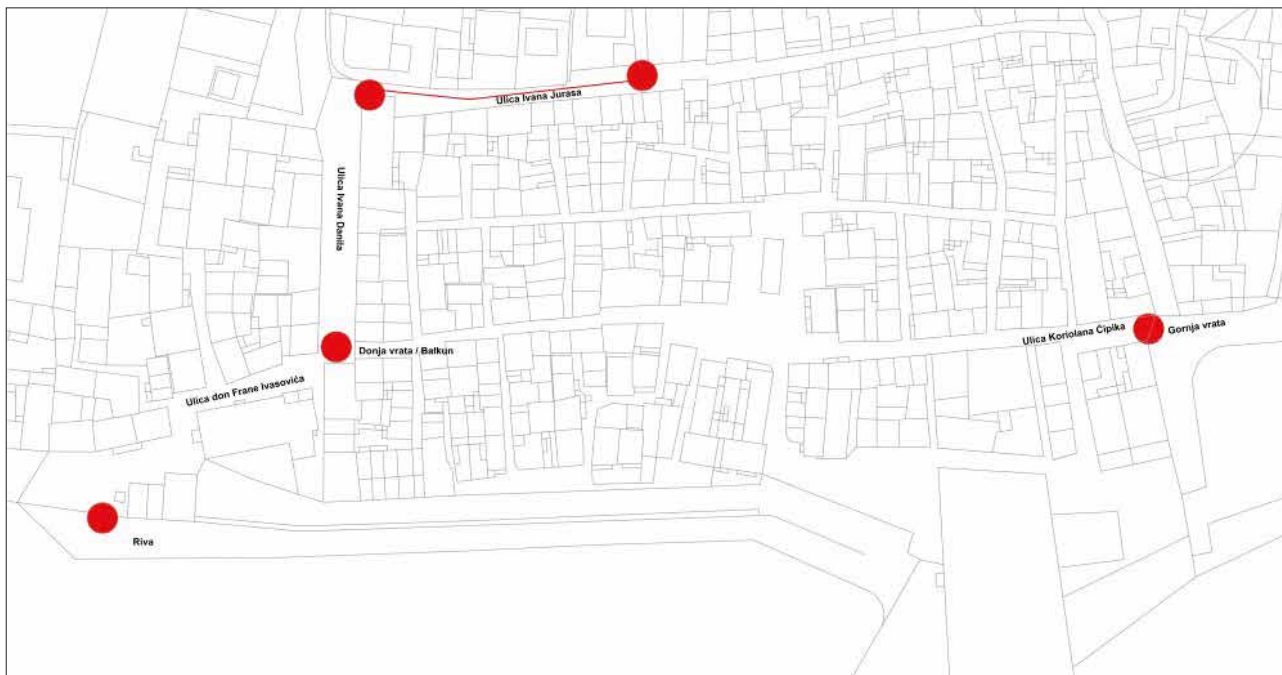 Ulica Ivana Jurasa
Ulica Ivana Danila
Ulica Koriolana Ćipika
Gornja vrata
Donja vrata / Balkun
Ulica don Frane Ivasovića
Riva